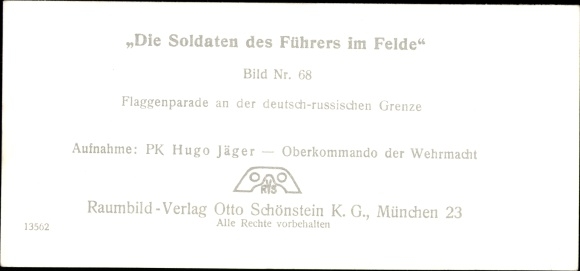 „Die Soldaten des Führers im Felde“
Bild Nr. 68
Flaggenparade an der deutsch-russischen Grenze
Aufnahme: PK Hugo Jäger — Oberkommando der Wehrmacht
RIS
Raumbild-Verlag Otto Schönstein K. G., München 23
Alle Rechte vorbehalten
13562